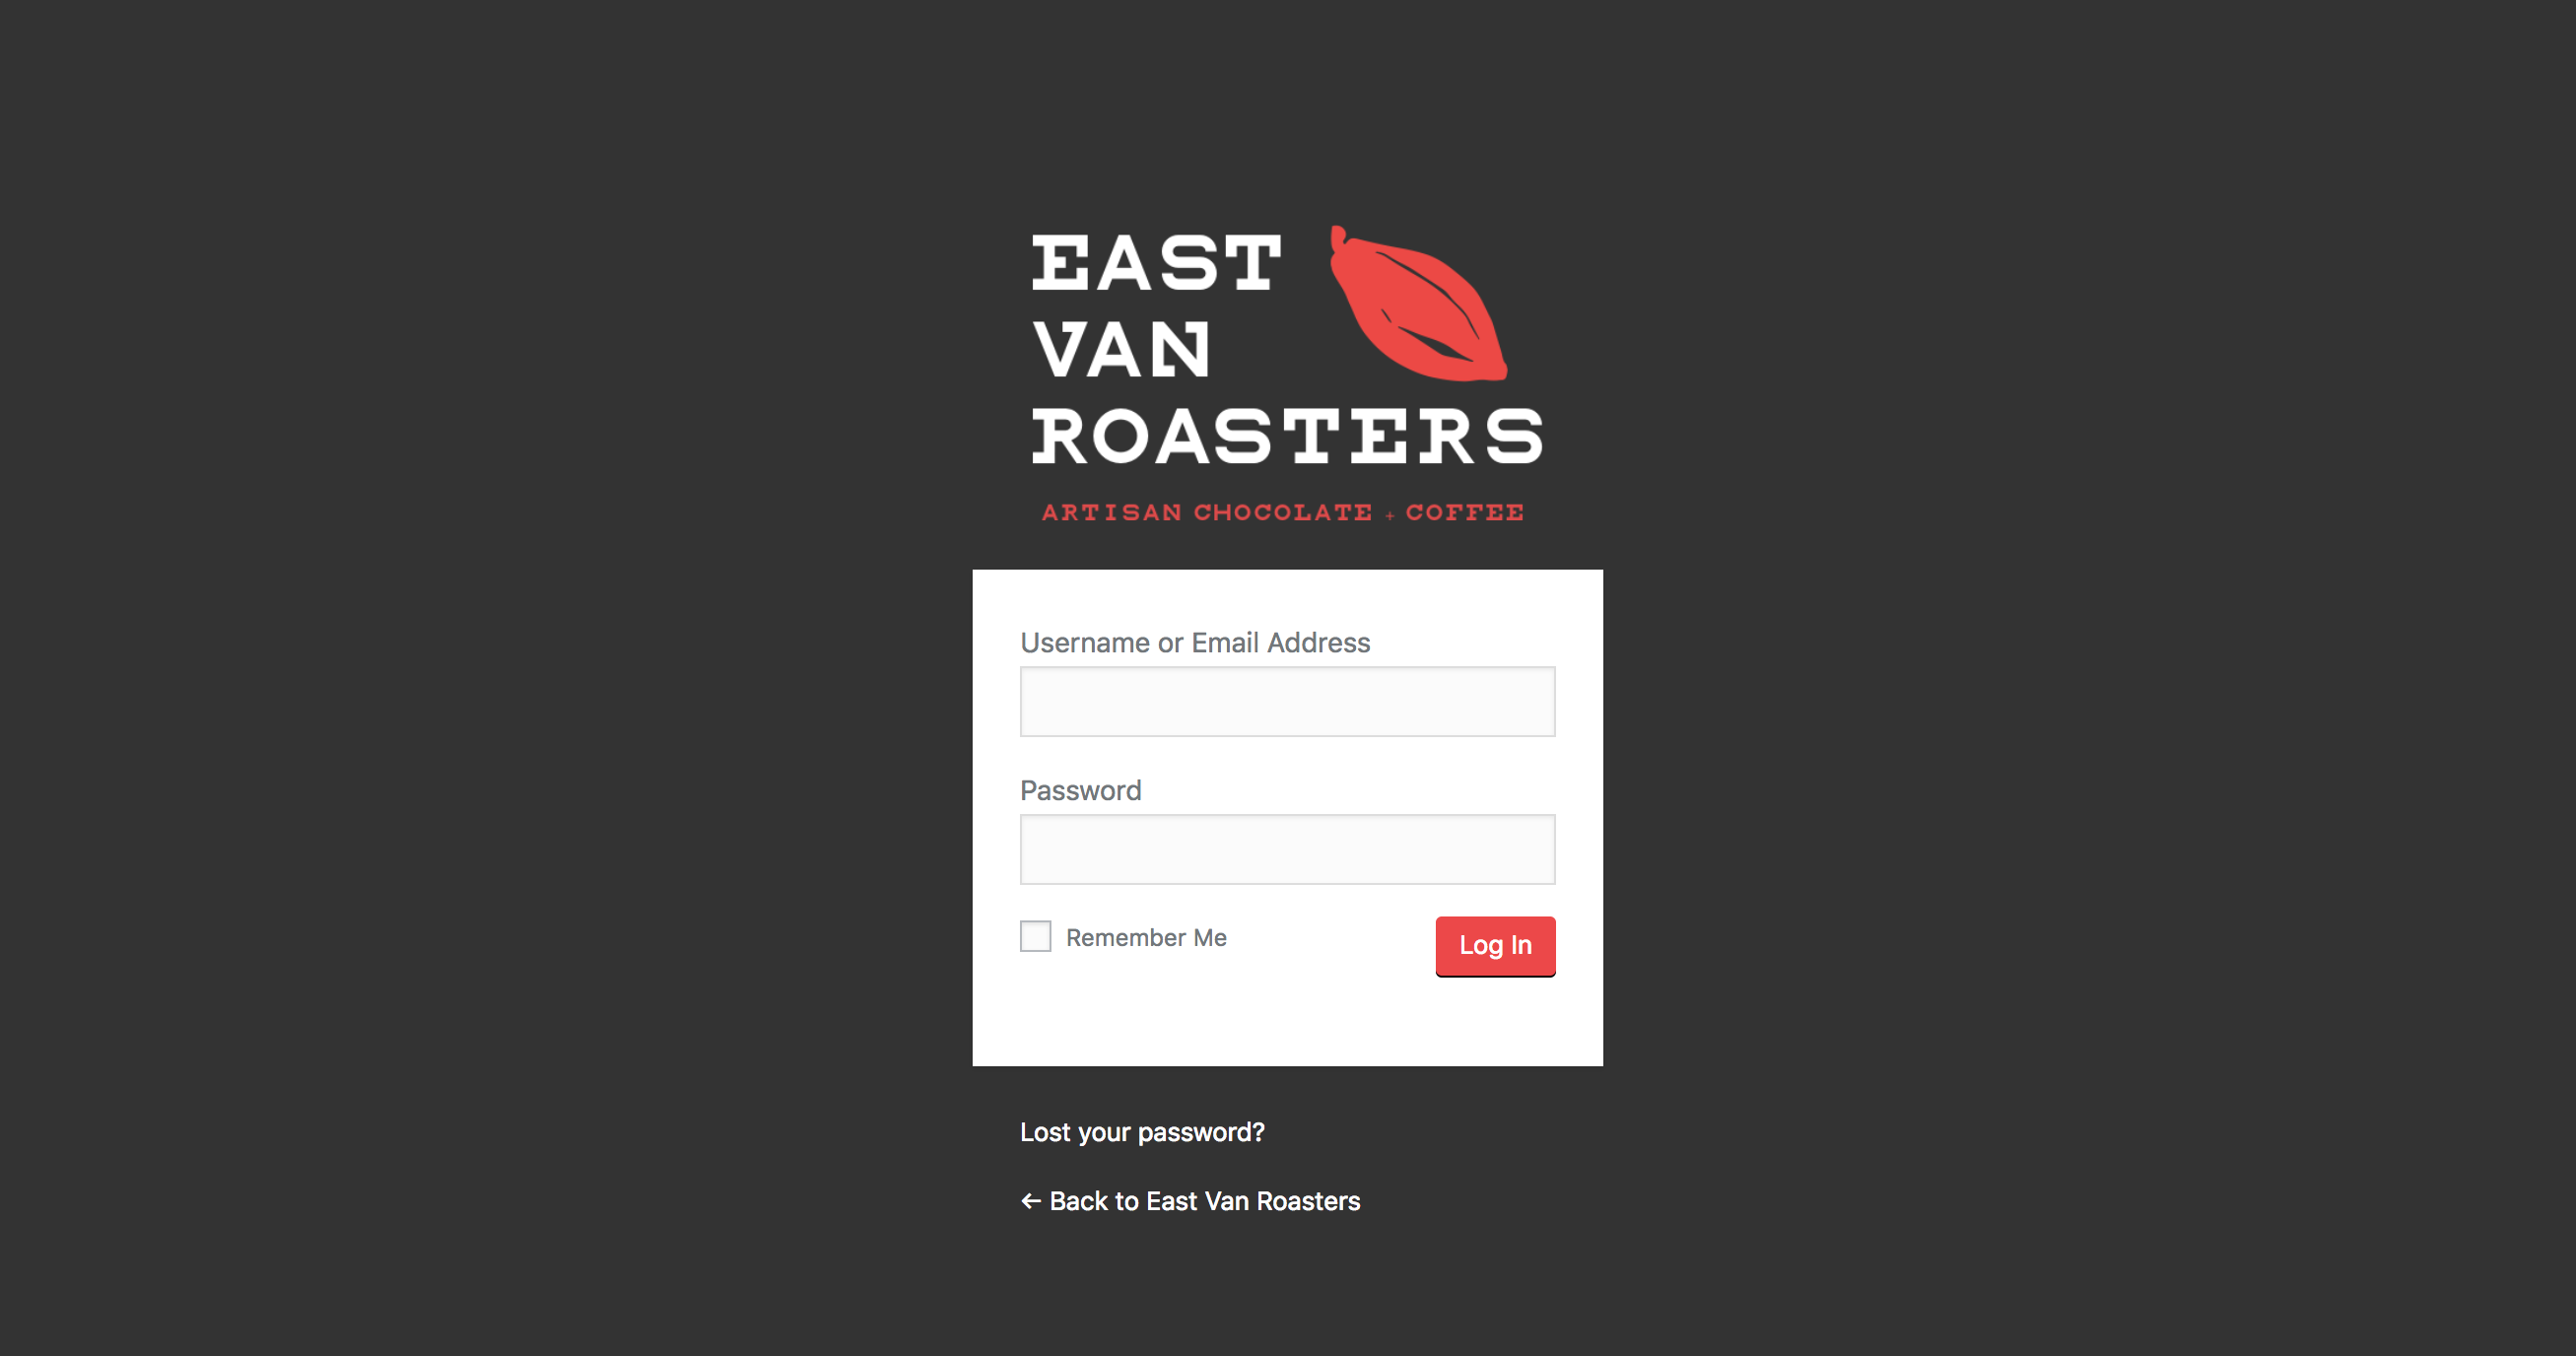 EAST
VAN
ROASTERS
ARTISAN CHOCOLATE + COFFEE
Username or Email Address
Password
Remember Me
Log In
Lost your password?
← Back to East Van Roasters